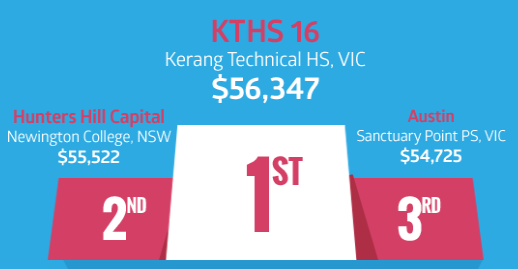 KTHS 16
Kerang Technical HS, VIC
$56,347
Hunters Hill Capital
Newington College, NSW
$55,522
Austin
Sanctuary Point PS, VIC
$54,725
1ST
2ND
3RD